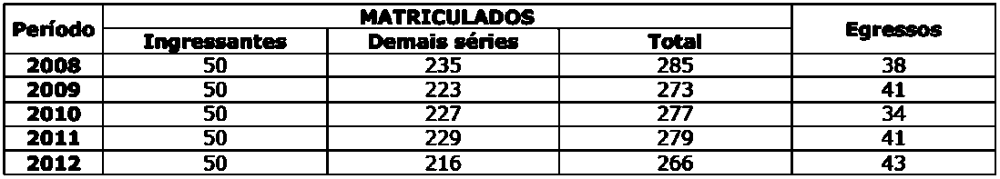 Período MATRICULADOS Egressos
Ingressantes Demais séries Total
2008 50 235 285 38
2009 50 223 273 41
2010 50 227 277 34
2011 50 229 279 41
2012 50 216 266 43